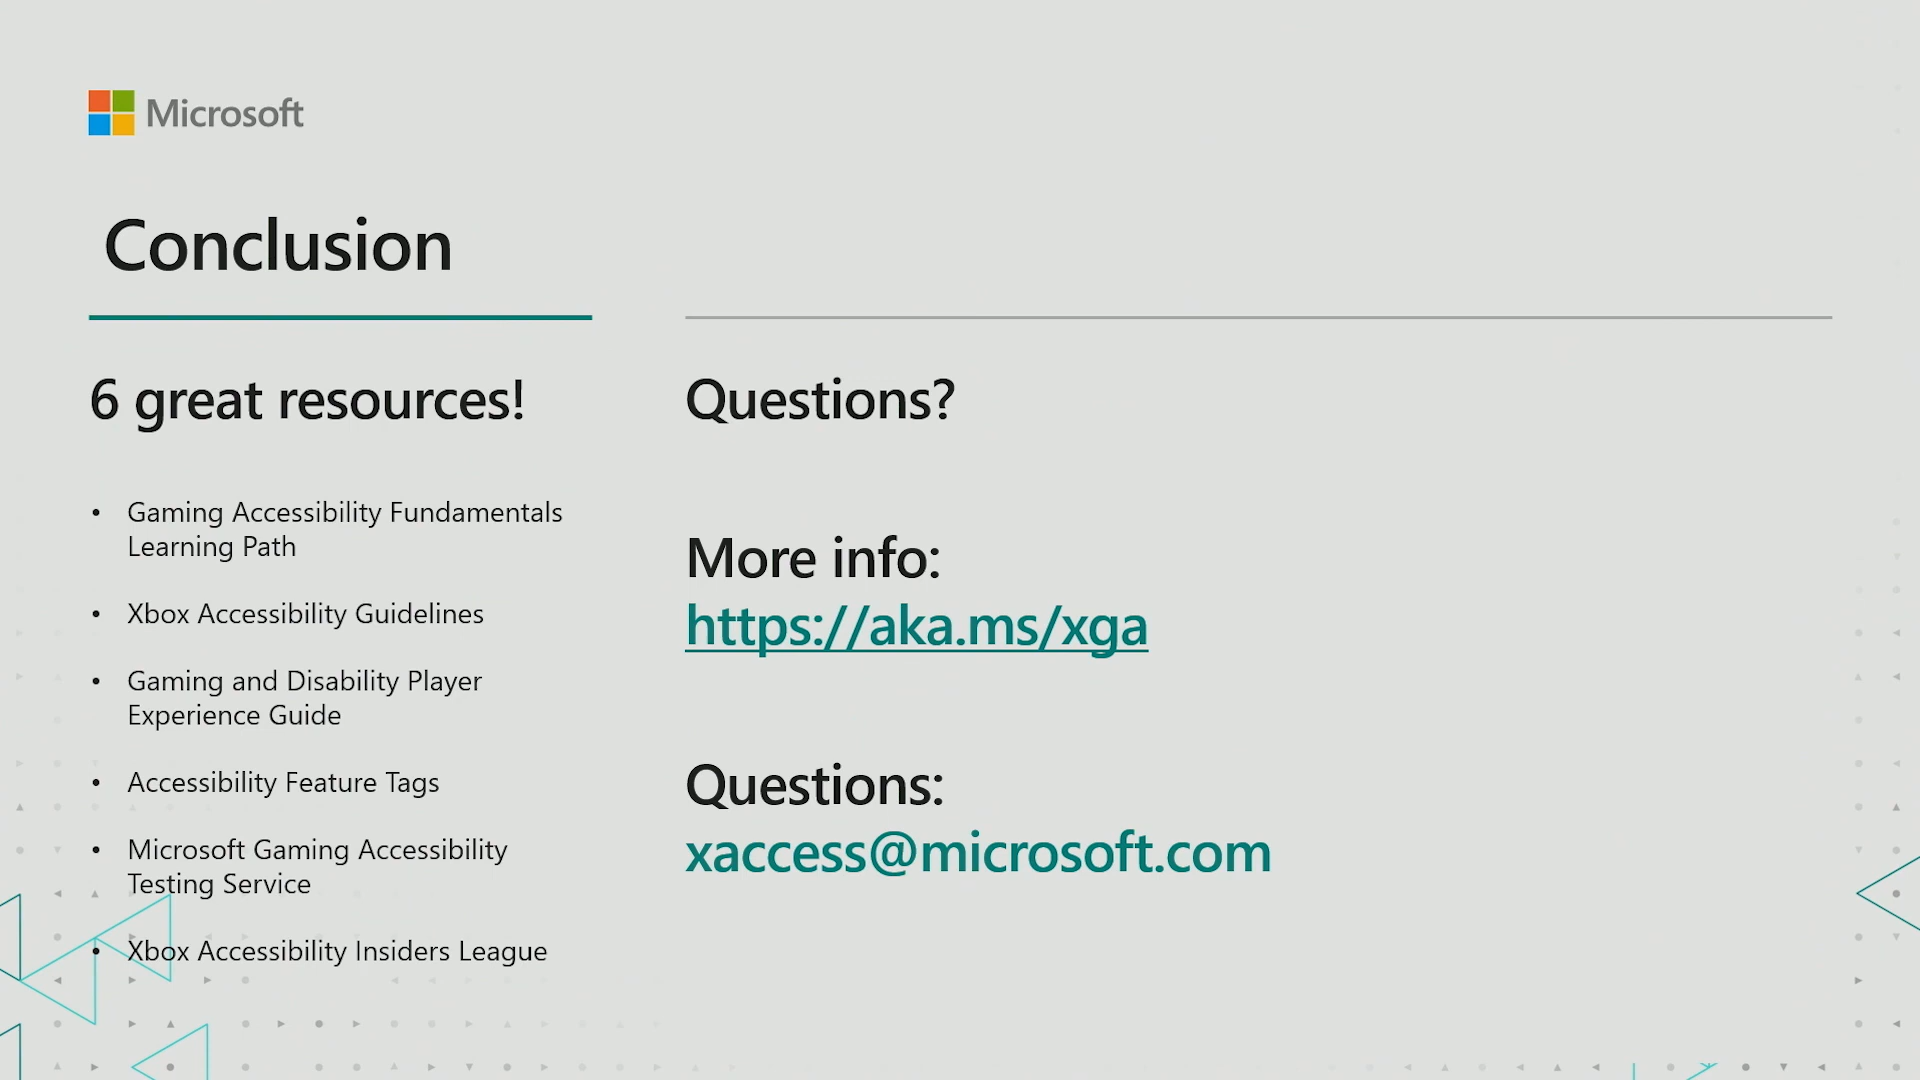 Microsoft
Conclusion
6 great resources!
• Gaming Accessibility Fundamentals
Learning Path
• Xbox Accessibility Guidelines
• Gaming and Disability Player
Experience Guide
• Accessibility Feature Tags
• Microsoft Gaming Accessibility
Testing Service
• Xbox Accessibility Insiders League
Questions?
More info:
https://aka.ms/xga
Questions:
xaccess@microsoft.com